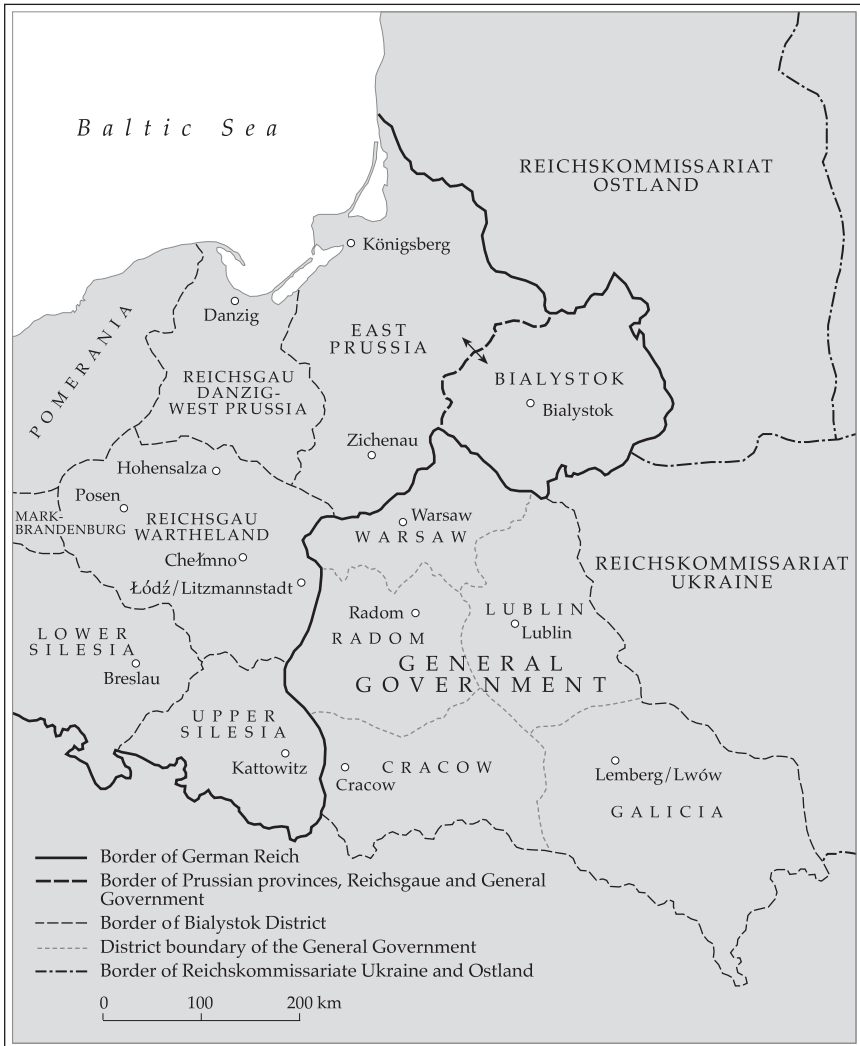 Baltic Sea
REICHSKOMMISSARIAT
OSTLAND
Königsberg
Danzig
POMERANIA
EAST
PRUSSIA
REICHSGAU
DANZIG-
WEST PRUSSIA
BIALYSTOK
Bialystok
Zichenau
Hohensalza
Posen
MARK-
BRANDENBURG
REICHSGAU
WARTHELAND
Warsaw
WARSAW
Chełmno
Łódź/Litzmannstadt
REICHSKOMMISSARIAT
UKRAINE
Radom
RADOM
LUBLIN
Lublin
LOWER
SILESIA
Breslau
GENERAL
GOVERNMENT
UPPER
SILESIA
Kattowitz
CRACOW
Cracow
Lemberg/Lwów
GALICIA
Border of German Reich
Border of Prussian provinces, Reichsgaue and General
Government
Border of Bialystok District
District boundary of the General Government
Border of Reichskommissariate Ukraine and Ostland
0 100 200 km